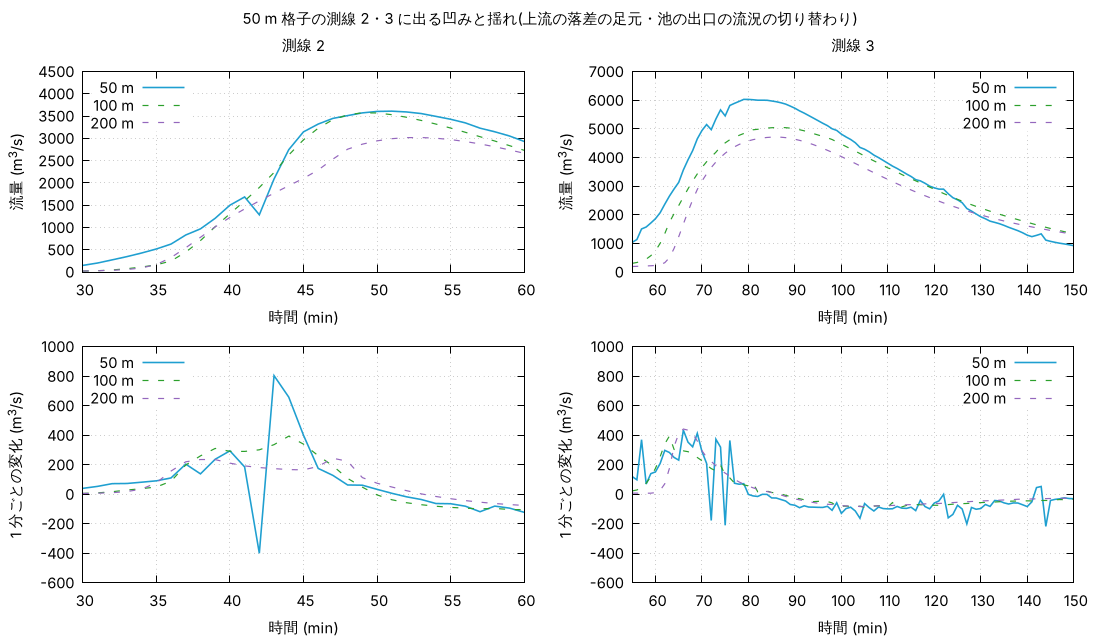 50 m 格子の測線 2・3 に出る凹みと揺れ(上流の落差の足元・池の出口の流況の切り替わり)
測線 2
流量 (m³/s)
4500
4000
3500
3000
2500
2000
1500
1000
500
0
50 m
100 m
200 m
30 35 40 45 50 55 60
時間 (min)
測線 3
流量 (m³/s)
7000
6000
5000
4000
3000
2000
1000
0
50 m
100 m
200 m
60 70 80 90 100 110 120 130 140 150
時間 (min)
1 分ごとの変化 (m³/s)
1000
800
600
400
200
0
-200
-400
-600
50 m
100 m
200 m
30 35 40 45 50 55 60
時間 (min)
1 分ごとの変化 (m³/s)
1000
800
600
400
200
0
-200
-400
-600
50 m
100 m
200 m
60 70 80 90 100 110 120 130 140 150
時間 (min)